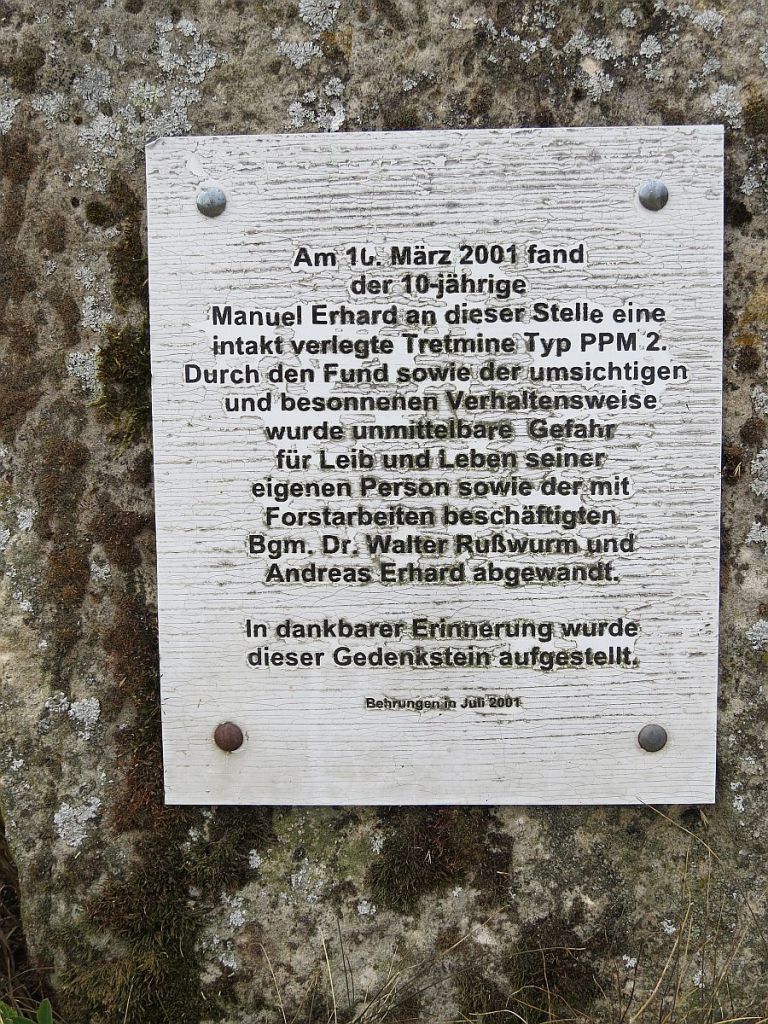 Am 10. März 2001 fand
der 10-jährige
Manuel Erhard an dieser Stelle eine
intakt verlegte Tretmine Typ PPM 2.
Durch den Fund sowie der umsichtigen
und besonnenen Verhaltensweise
wurde unmittelbare Gefahr
für Leib und Leben seiner
eigenen Person sowie der mit
Forstarbeiten beschäftigten
Bgm. Dr. Walter Rußwurm und
Andreas Erhard abgewandt.
In dankbarer Erinnerung wurde
dieser Gedenkstein aufgestellt.
Behrungen in Juli 2001